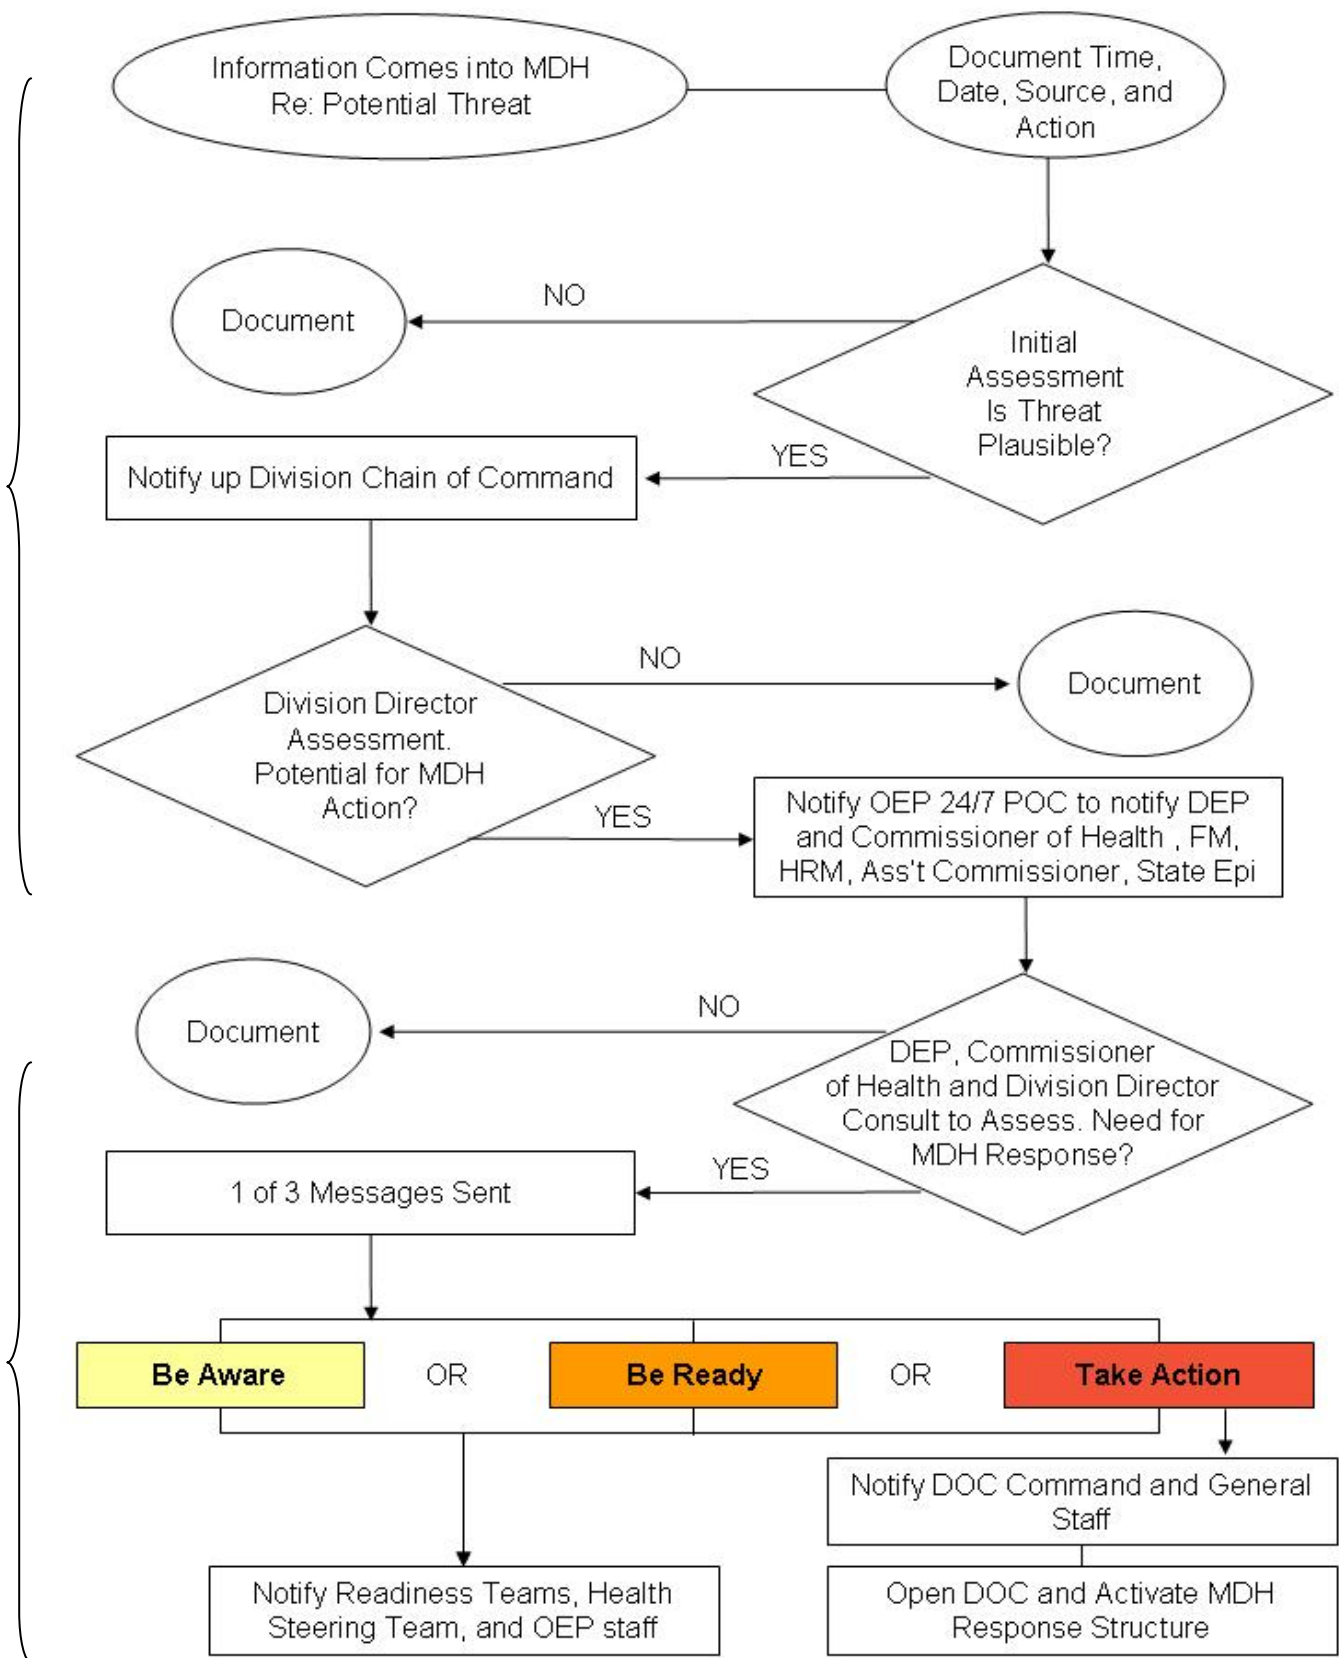 Information Comes into MDH
Re: Potential Threat
Document Time,
Date, Source, and
Action
NO
Document
Initial
Assessment
Is Threat
Plausible?
YES
Notify up Division Chain of Command
NO
Document
Division Director
Assessment.
Potential for MDH
Action?
YES
Notify OEP 24/7 POC to notify DEP
and Commissioner of Health , FM,
HRM, Ass't Commissioner, State Epi
NO
Document
DEP, Commissioner
of Health and Division Director
Consult to Assess. Need for
MDH Response?
YES
1 of 3 Messages Sent
Be Aware
OR
Be Ready
OR
Take Action
Notify DOC Command and General
Staff
Notify Readiness Teams, Health
Steering Team, and OEP staff
Open DOC and Activate MDH
Response Structure